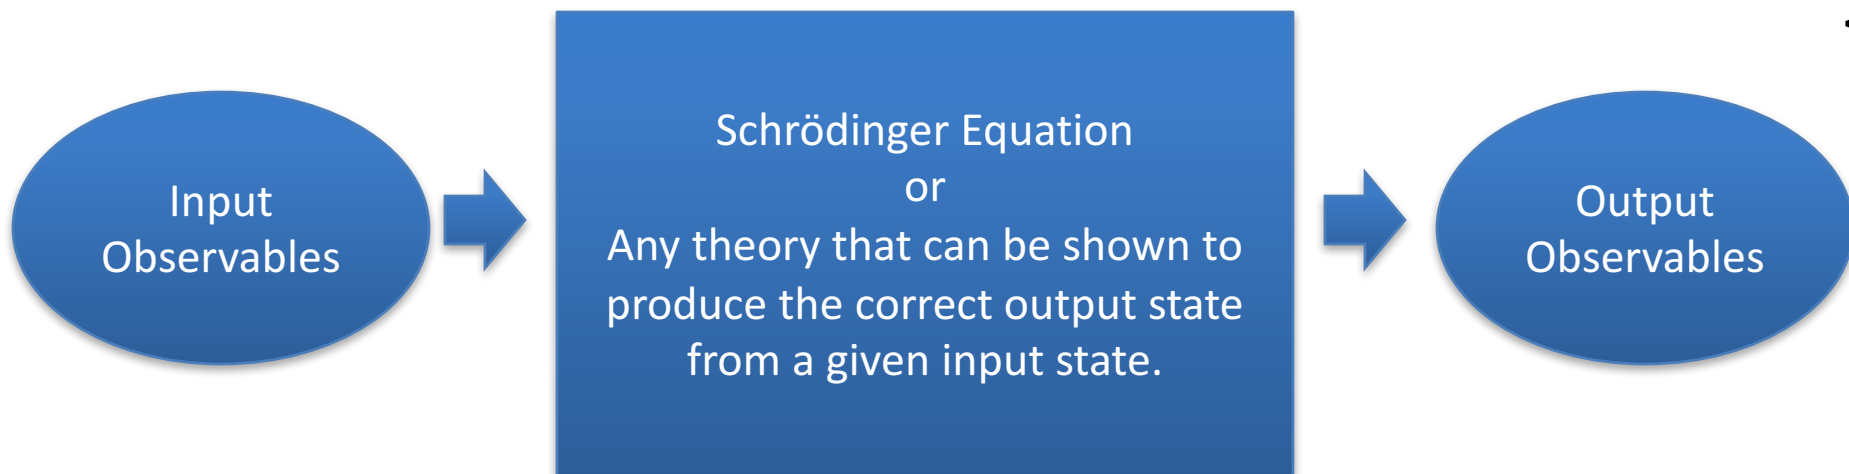 Input
Observables
Schrödinger Equation
or
Any theory that can be shown to
produce the correct output state
from a given input state.
Output
Observables